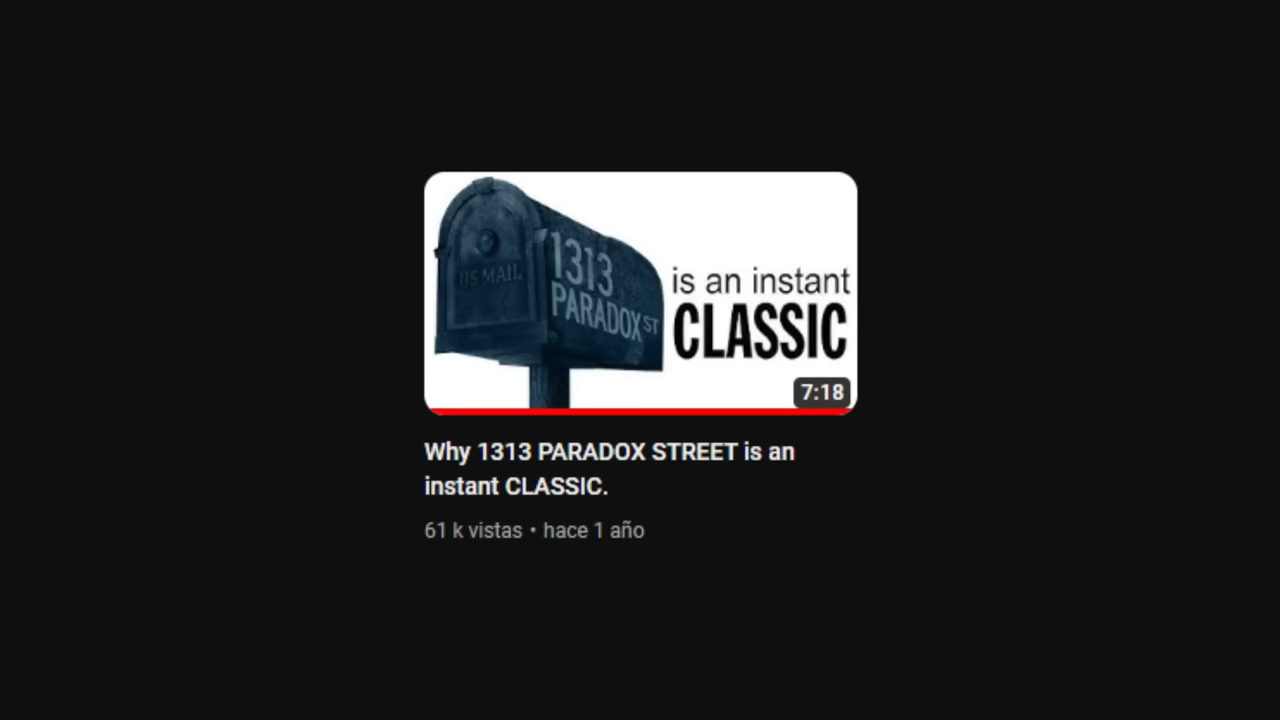 US MAIL
1313
PARADOX ST
is an instant
CLASSIC
7:18
Why 1313 PARADOX STREET is an
instant CLASSIC.
61 k vistas • hace 1 año